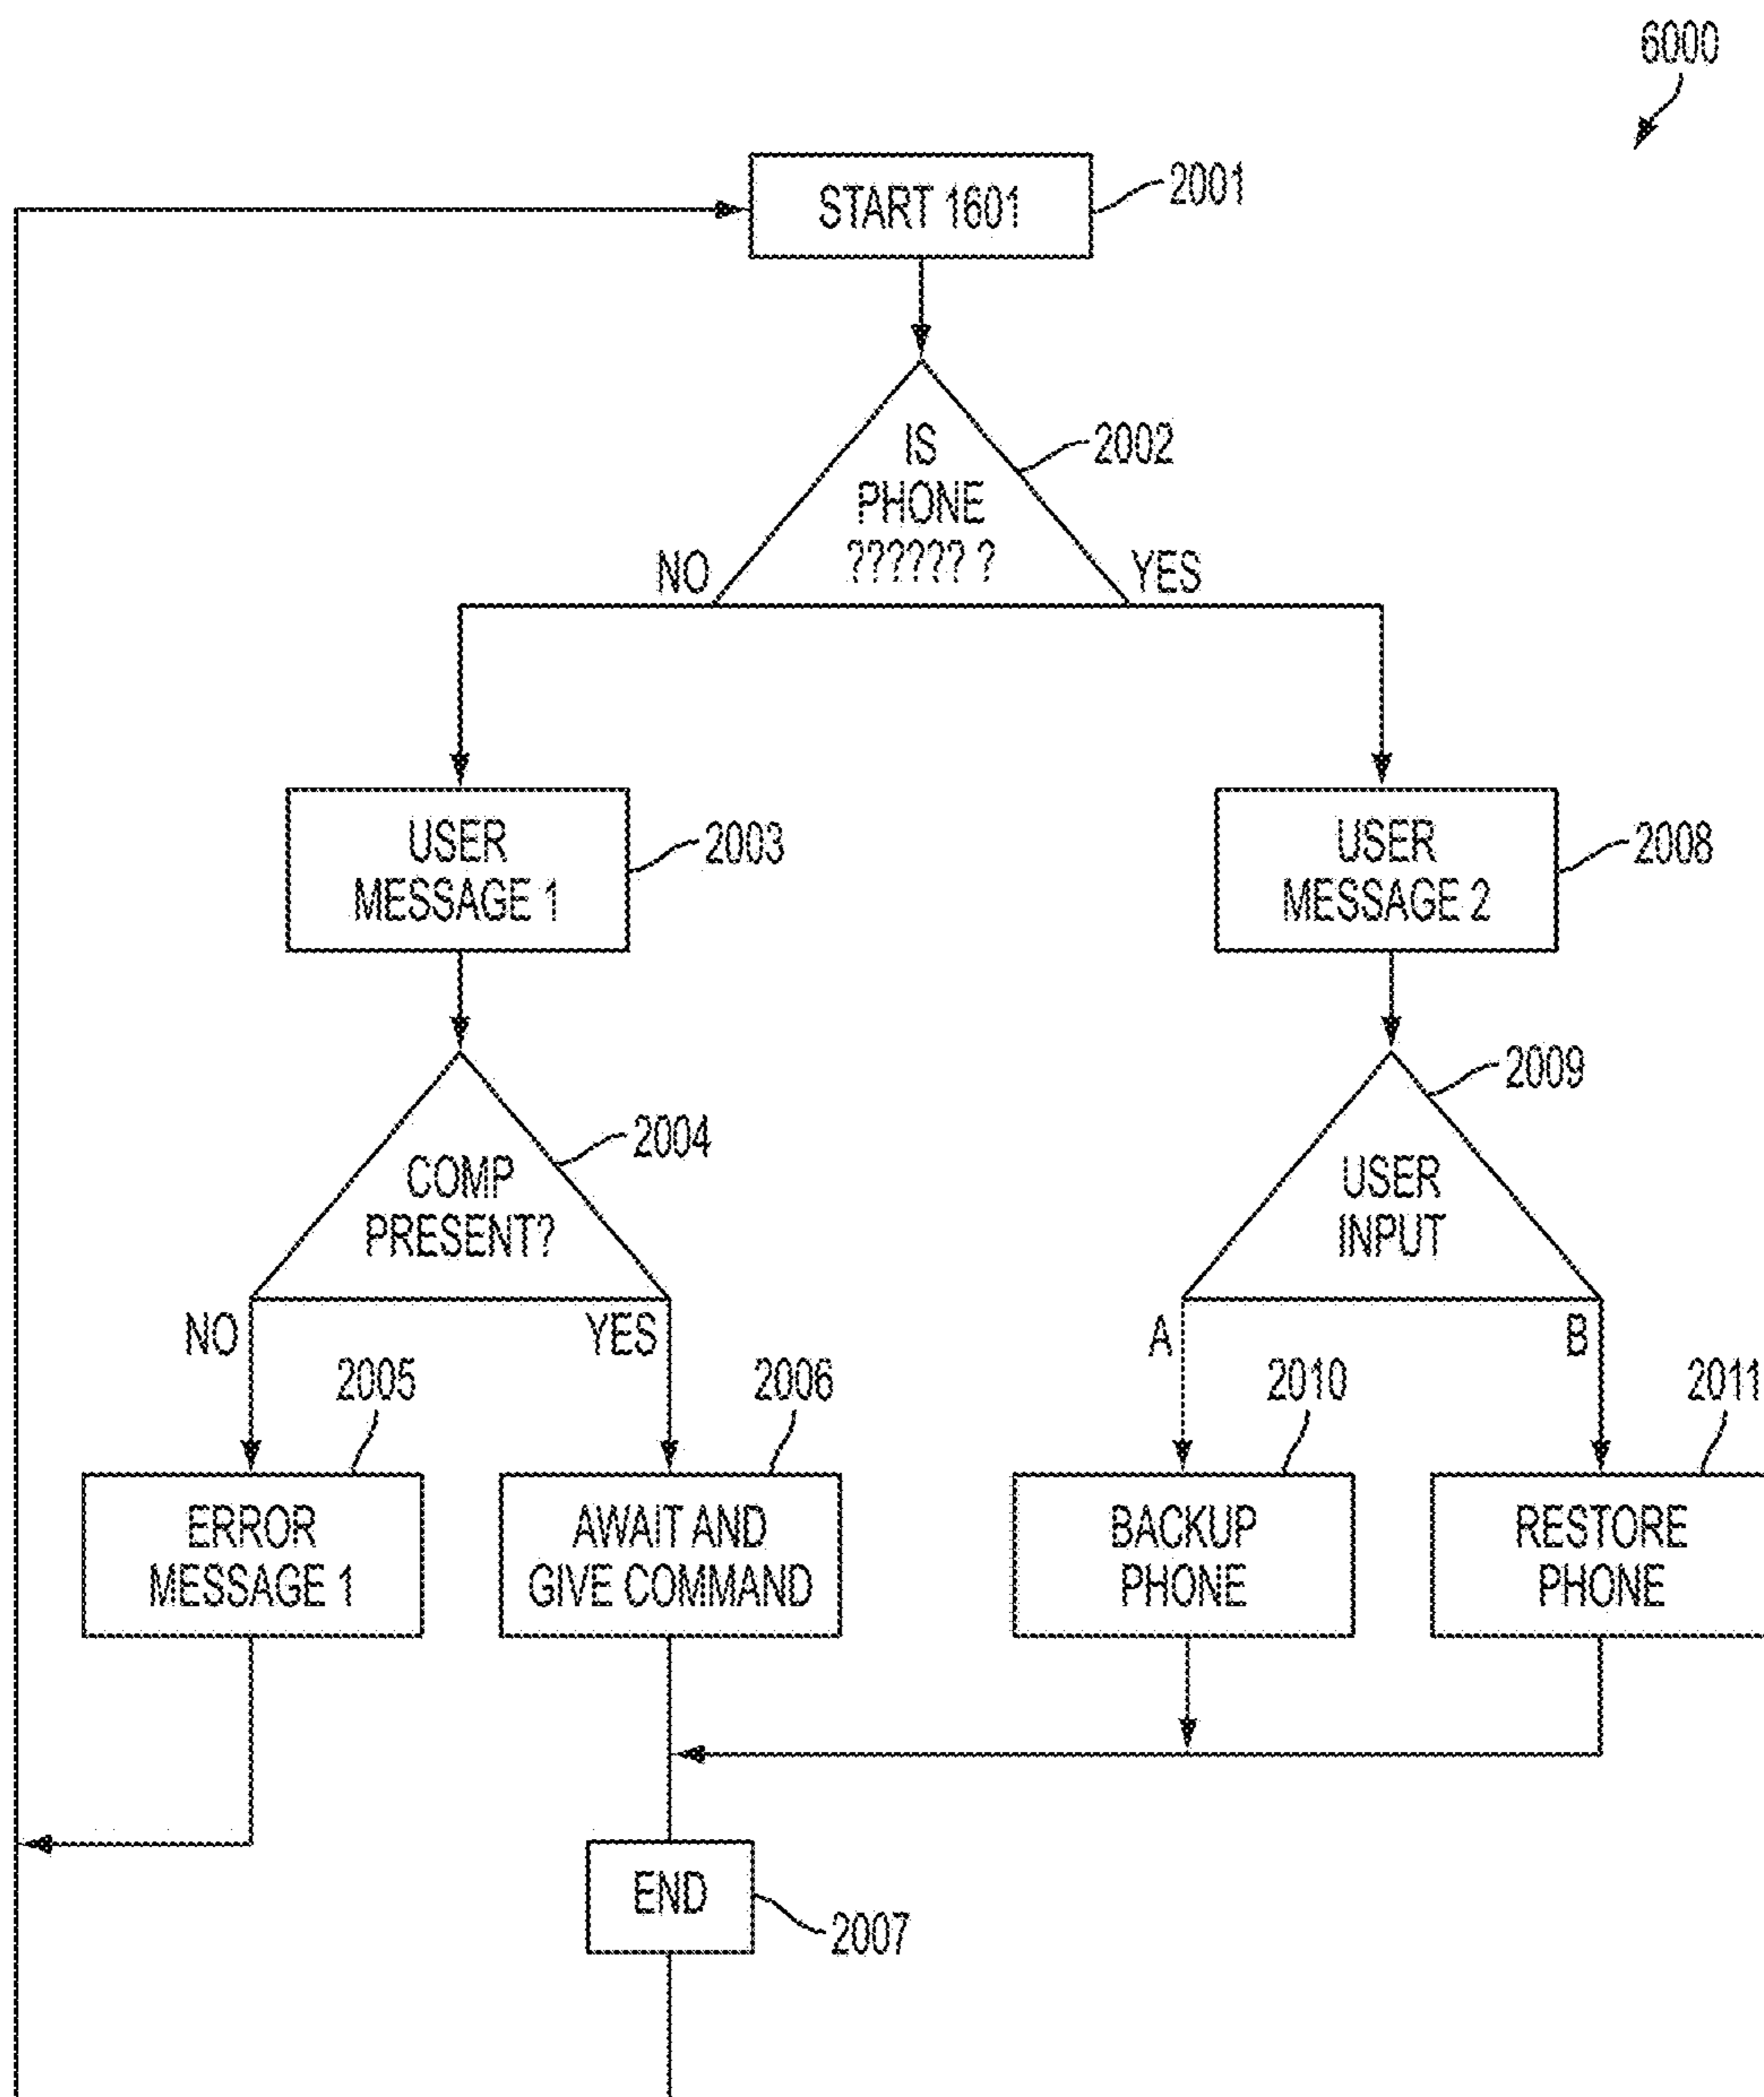 6000
START 1601
2001
IS
PHONE
?????? ?
2002
NO
YES
USER
MESSAGE 1
2003
USER
MESSAGE 2
2008
COMP
PRESENT?
2004
USER
INPUT
2009
NO
YES
A
B
2005
2006
2010
2011
ERROR
MESSAGE 1
AWAIT AND
GIVE COMMAND
BACKUP
PHONE
RESTORE
PHONE
END
2007